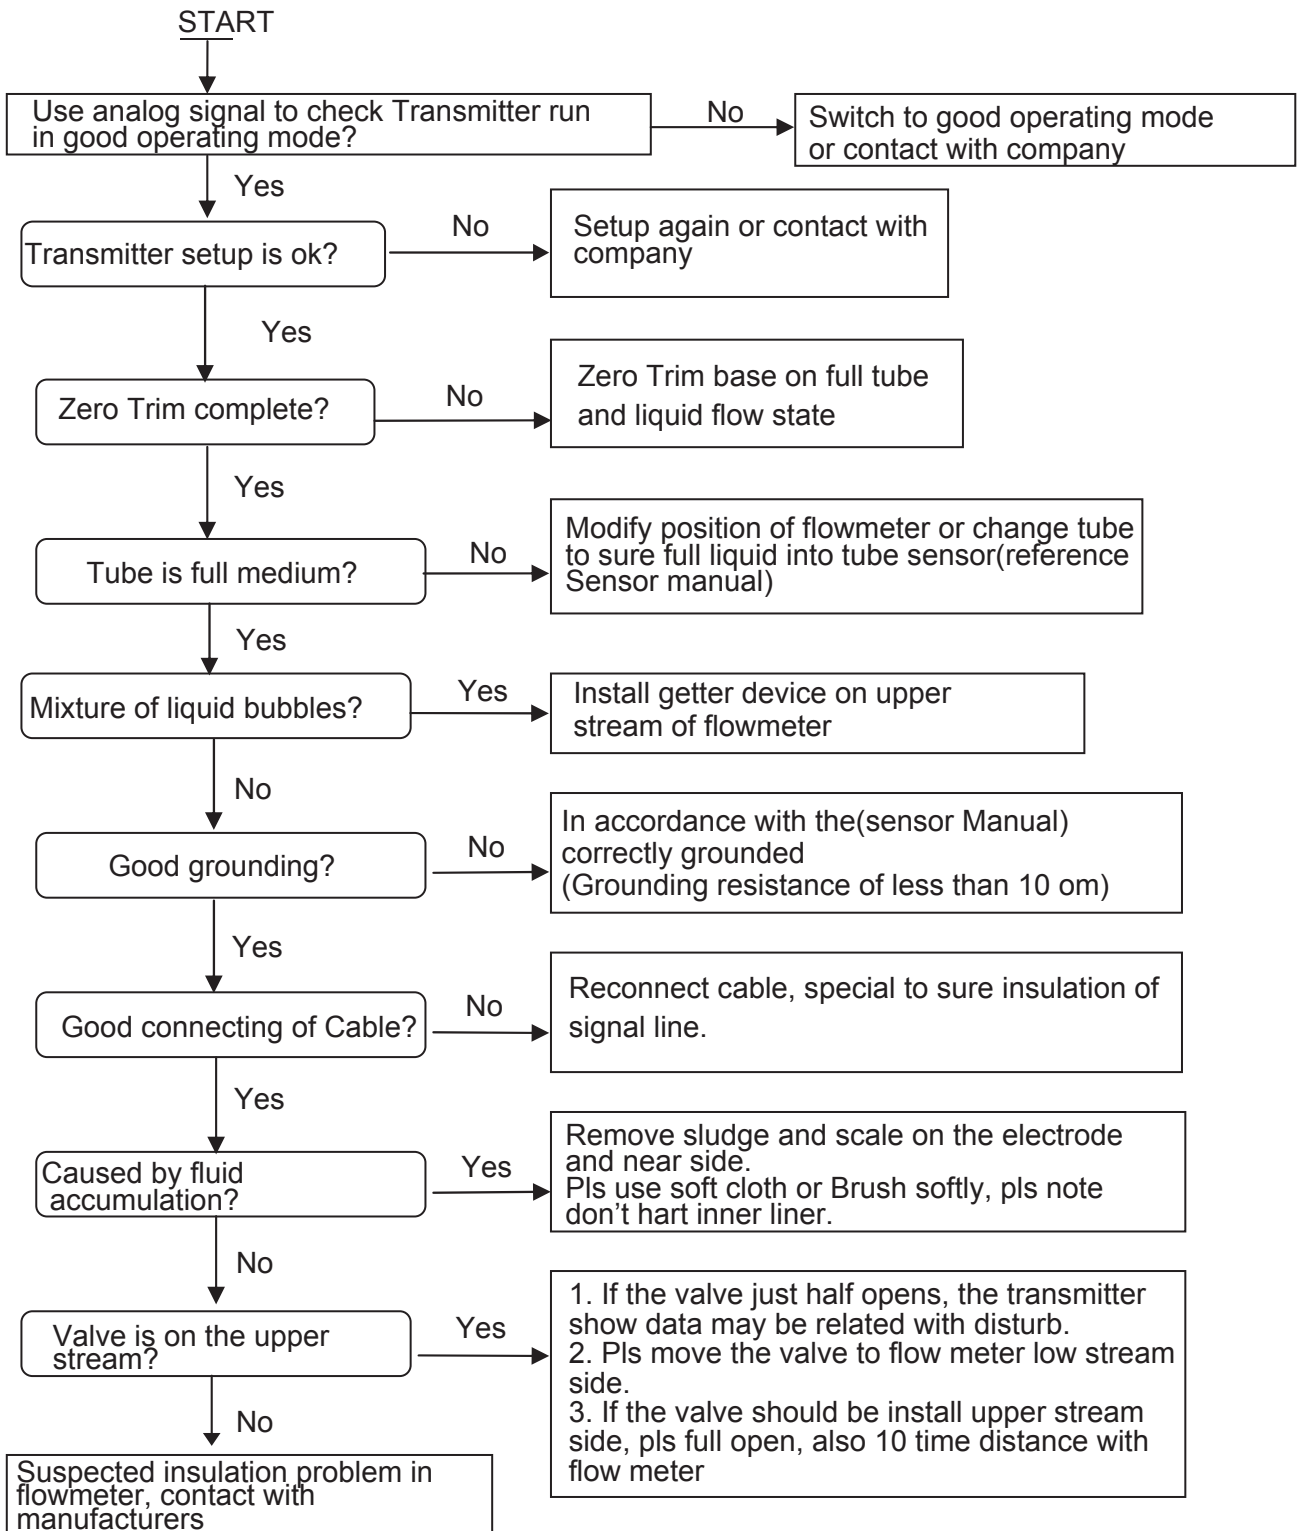 START
Use analog signal to check Transmitter run
in good operating mode?
No
Switch to good operating mode
or contact with company
Yes
Transmitter setup is ok?
No
Setup again or contact with
company
Yes
Zero Trim complete?
No
Zero Trim base on full tube
and liquid flow state
Yes
Tube is full medium?
No
Modify position of flowmeter or change tube
to sure full liquid into tube sensor(reference
Sensor manual)
Yes
Mixture of liquid bubbles?
Yes
Install getter device on upper
stream of flowmeter
No
Good grounding?
No
In accordance with the(sensor Manual)
correctly grounded
(Grounding resistance of less than 10 om)
Yes
Good connecting of Cable?
No
Reconnect cable, special to sure insulation of
signal line.
Yes
Caused by fluid
accumulation?
Yes
Remove sludge and scale on the electrode
and near side.
Pls use soft cloth or Brush softly, pls note
don't hart inner liner.
No
Valve is on the upper
stream?
Yes
1. If the valve just half opens, the transmitter
show data may be related with disturb.
2. Pls move the valve to flow meter low stream
side.
3. If the valve should be install upper stream
side, pls full open, also 10 time distance with
flow meter
No
Suspected insulation problem in
flowmeter, contact with
manufacturers